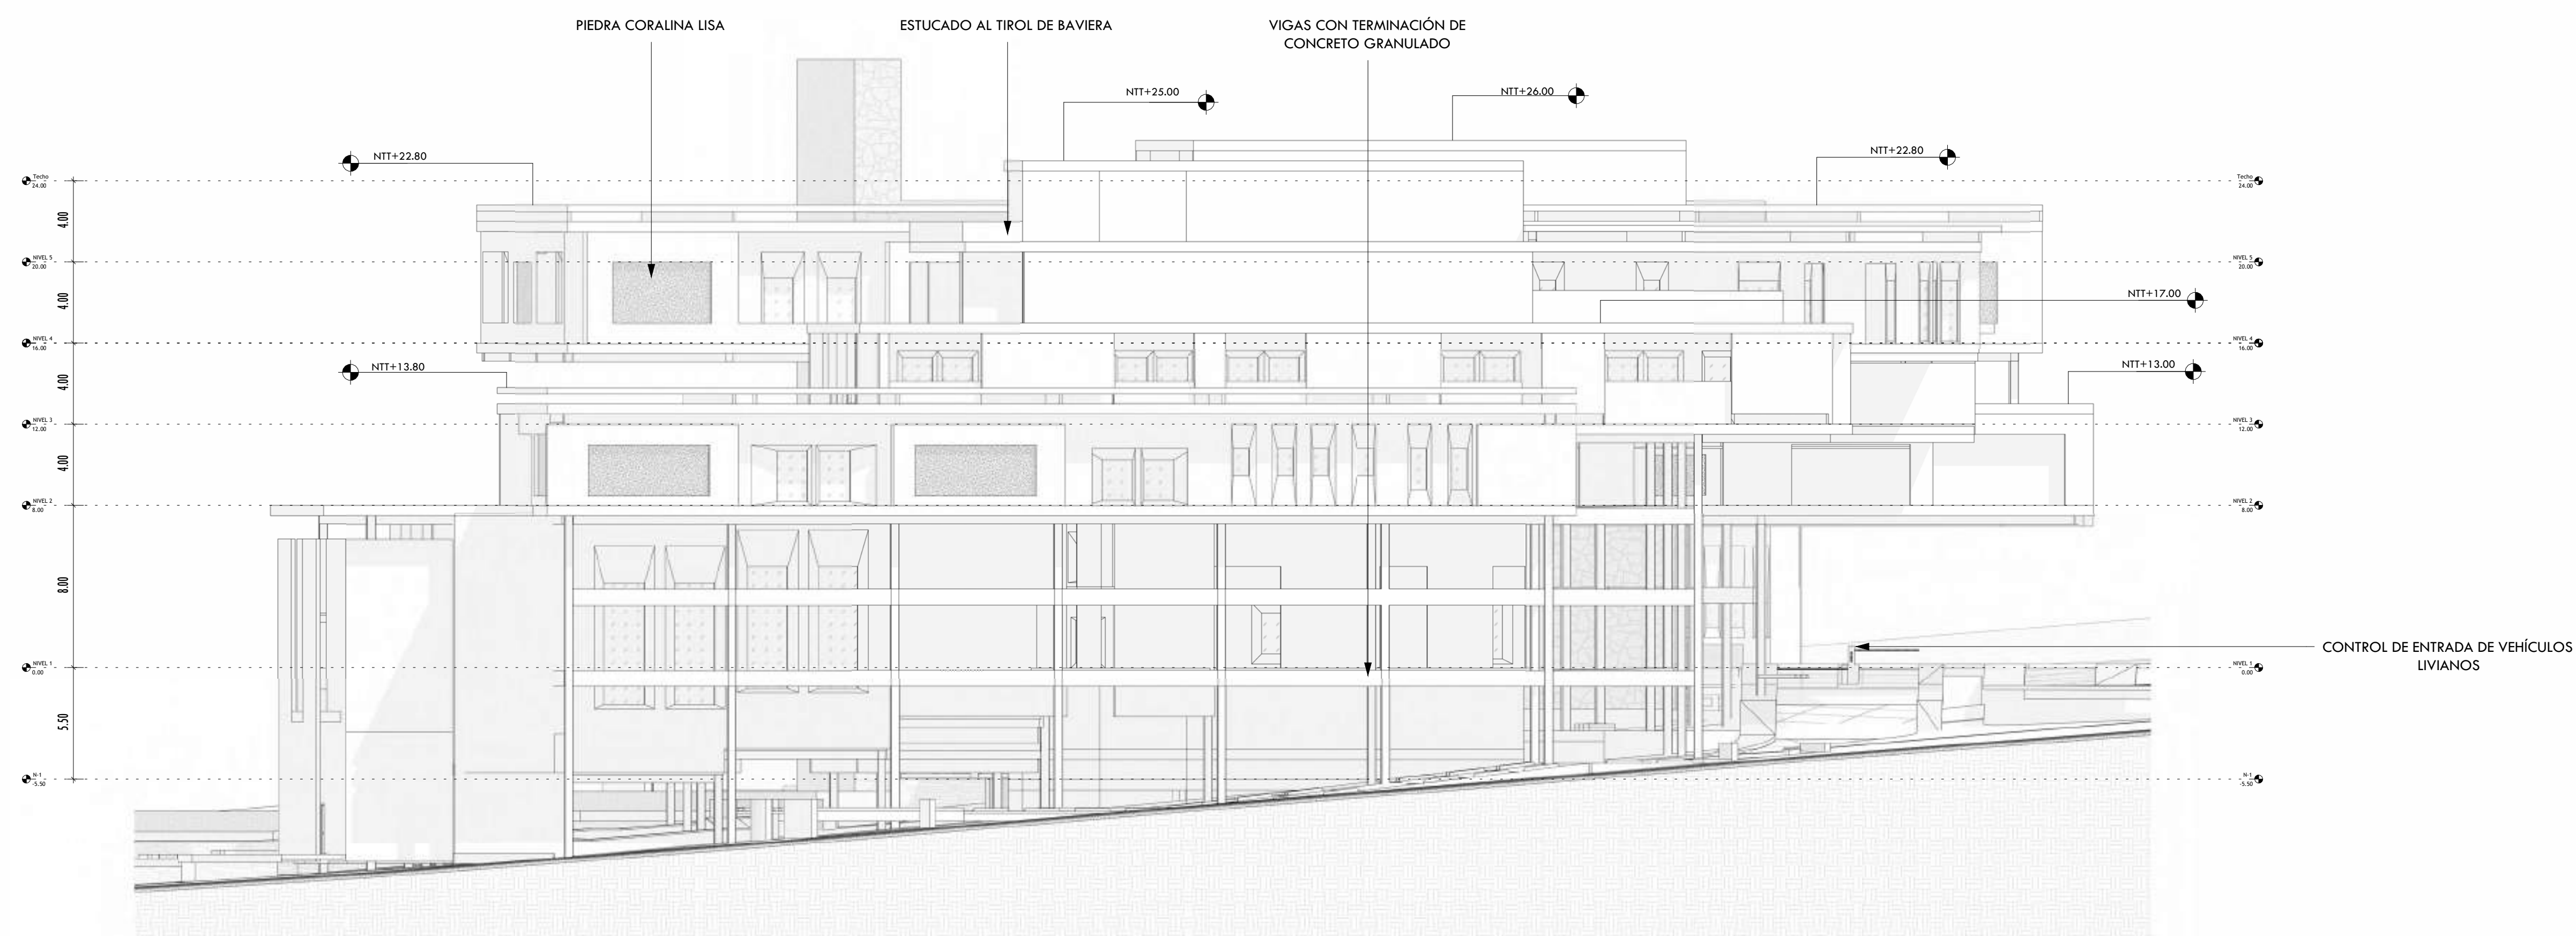 PIEDRA CORALINA LISA
ESTUCADO AL TIROL DE BAVIERA
VIGAS CON TERMINACIÓN DE
CONCRETO GRANULADO
NTT+25.00
NTT+26.00
NTT+22.80
NTT+22.80
Techo
24.00
Techo
24.00
4.00
NIVEL 5
20.00
NIVEL 5
20.00
4.00
NTT+17.00
NIVEL 4
16.00
NIVEL 4
16.00
NTT+13.80
NTT+13.00
4.00
NIVEL 3
12.00
NIVEL 3
12.00
4.00
NIVEL 2
8.00
NIVEL 2
8.00
8.00
CONTROL DE ENTRADA DE VEHÍCULOS
LIVIANOS
NIVEL 1
0.00
NIVEL 1
0.00
5.50
N-1
-5.50
N-1
-5.50